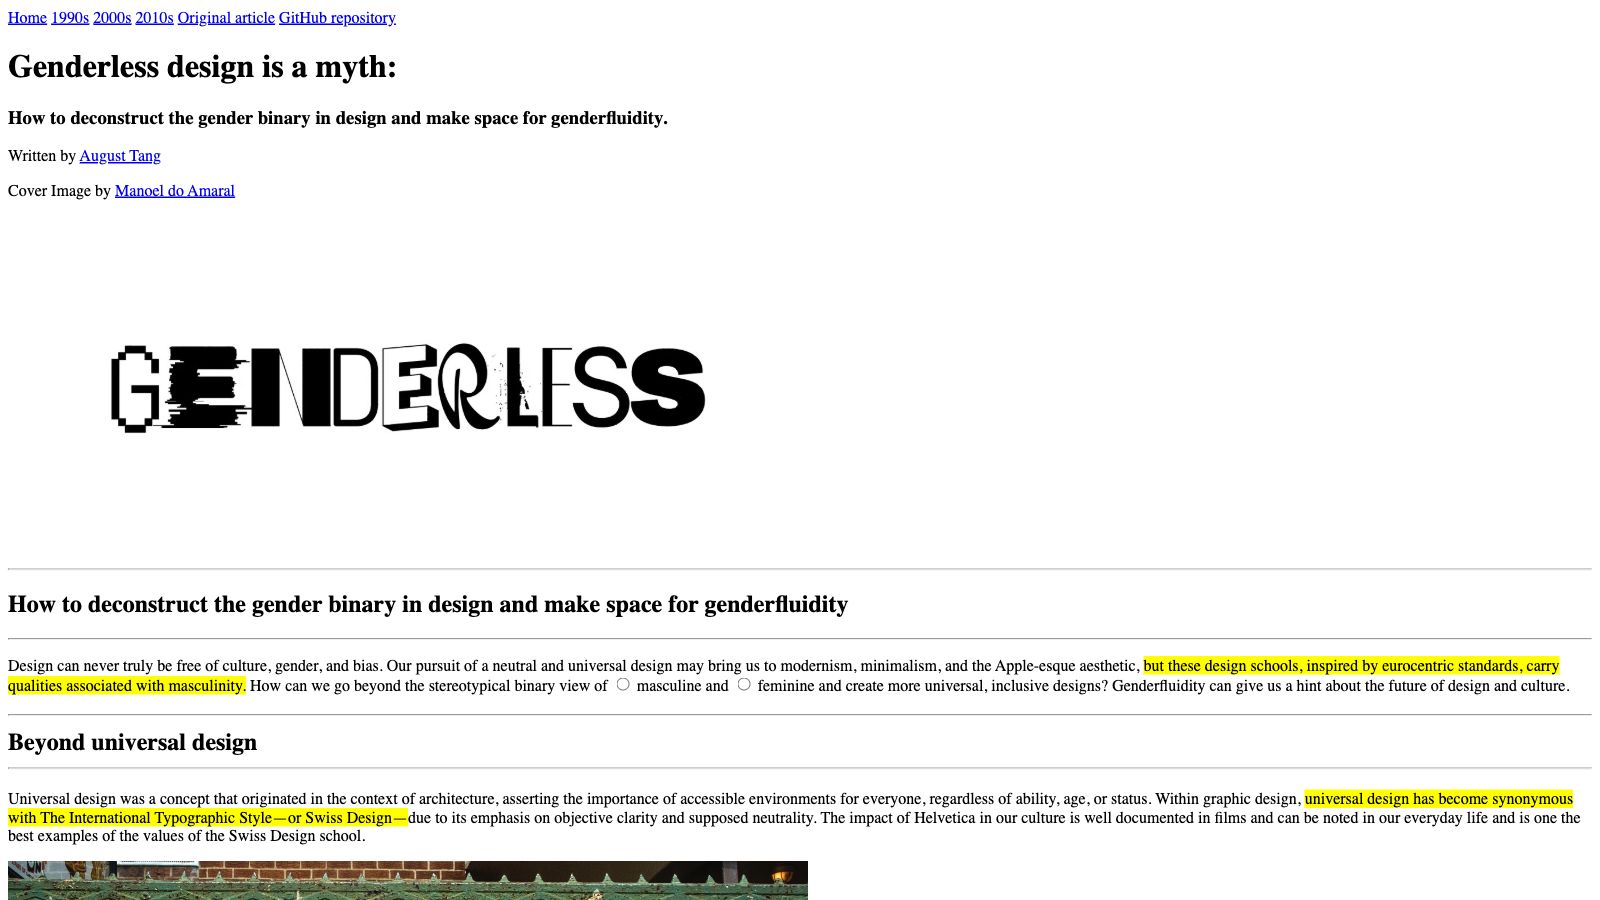 Home 1990s 2000s 2010s Original article GitHub repository
Genderless design is a myth:
How to deconstruct the gender binary in design and make space for genderfluidity.
Written by August Tang
Cover Image by Manoel do Amaral
GENDERLESS
How to deconstruct the gender binary in design and make space for genderfluidity
Design can never truly be free of culture, gender, and bias. Our pursuit of a neutral and universal design may bring us to modernism, minimalism, and the Apple-esque aesthetic, but these design schools, inspired by eurocentric standards, carry
qualities associated with masculinity. How can we go beyond the stereotypical binary view of masculine and feminine and create more universal, inclusive designs? Genderfluidity can give us a hint about the future of design and culture.
Beyond universal design
Universal design was a concept that originated in the context of architecture, asserting the importance of accessible environments for everyone, regardless of ability, age, or status. Within graphic design, universal design has become synonymous
with The International Typographic Style—or Swiss Design—due to its emphasis on objective clarity and supposed neutrality. The impact of Helvetica in our culture is well documented in films and can be noted in our everyday life and is one the
best examples of the values of the Swiss Design school.